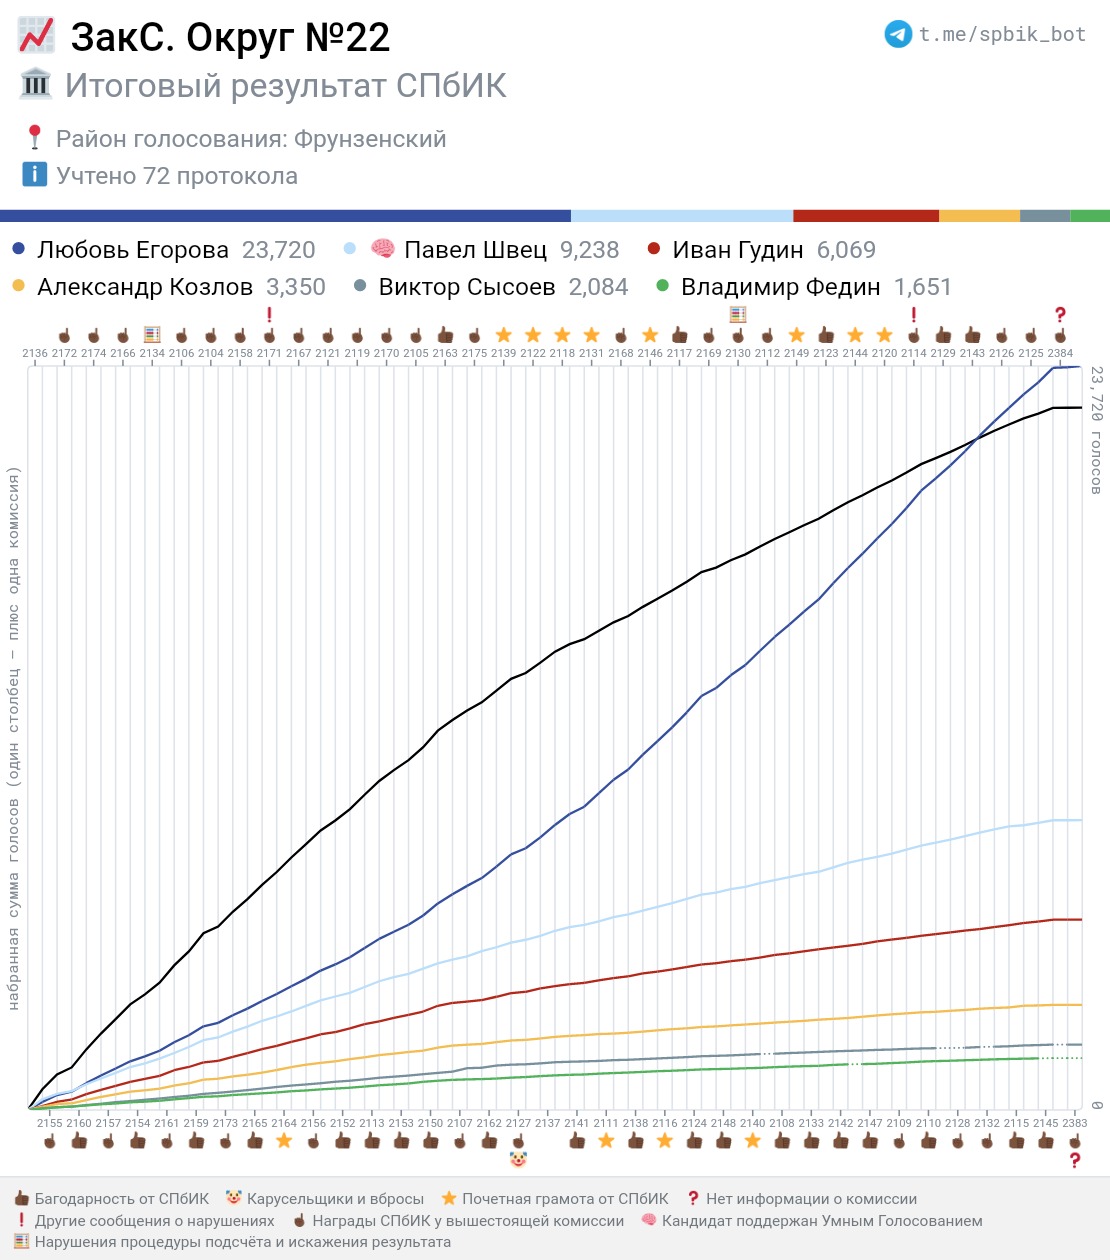 ЗакС. Округ №22
t.me/spbik_bot
Итоговый результат СПбИК
Район голосования: Фрунзенский
Учтено 72 протокола
Любовь Егорова 23,720 Павел Швец 9,238 Иван Гудин 6,069
Александр Козлов 3,350 Виктор Сысоев 2,084 Владимир Федин 1,651
2136 2172 2174 2166 2134 2106 2104 2158 2171 2167 2121 2119 2170 2105 2163 2175 2139 2122 2118 2131 2168 2146 2117 2169 2130 2112 2149 2123 2144 2120 2114 2129 2143 2126 2125 2384
23,720 голосов
набранная сумма голосов (один столбец – плюс одна комиссия)
0
2155 2160 2157 2154 2161 2159 2173 2165 2164 2156 2152 2113 2153 2150 2107 2162 2127 2137 2141 2111 2138 2116 2124 2148 2140 2108 2133 2142 2147 2109 2110 2128 2132 2115 2145 2383
Багодарность от СПбИК Карусельщики и вбросы Почетная грамота от СПбИК Нет информации о комиссии
Другие сообщения о нарушениях Награды СПбИК у вышестоящей комиссии Кандидат поддержан Умным Голосованием
Нарушения процедуры подсчёта и искажения результата